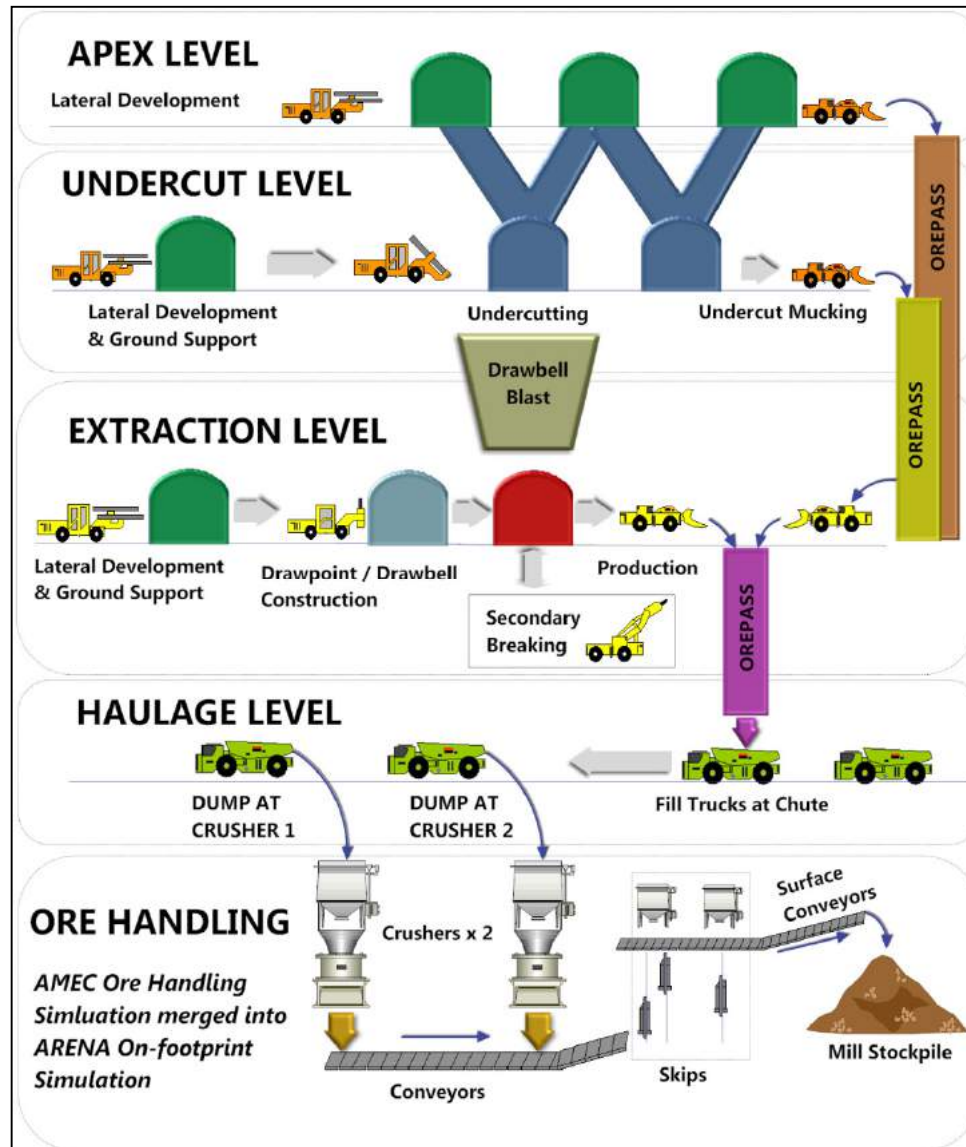 APEX LEVEL
Lateral Development
OREPASS
UNDERCUT LEVEL
Lateral Development
& Ground Support
Undercutting
Undercut Mucking
OREPASS
Drawbell
Blast
EXTRACTION LEVEL
Lateral Development
& Ground Support
Drawpoint / Drawbell
Construction
Production
Secondary
Breaking
OREPASS
HAULAGE LEVEL
DUMP AT
CRUSHER 1
DUMP AT
CRUSHER 2
Fill Trucks at Chute
ORE HANDLING
AMEC Ore Handling
Simluation merged into
ARENA On-footprint
Simulation
Crushers x 2
Conveyors
Skips
Surface
Conveyors
Mill Stockpile